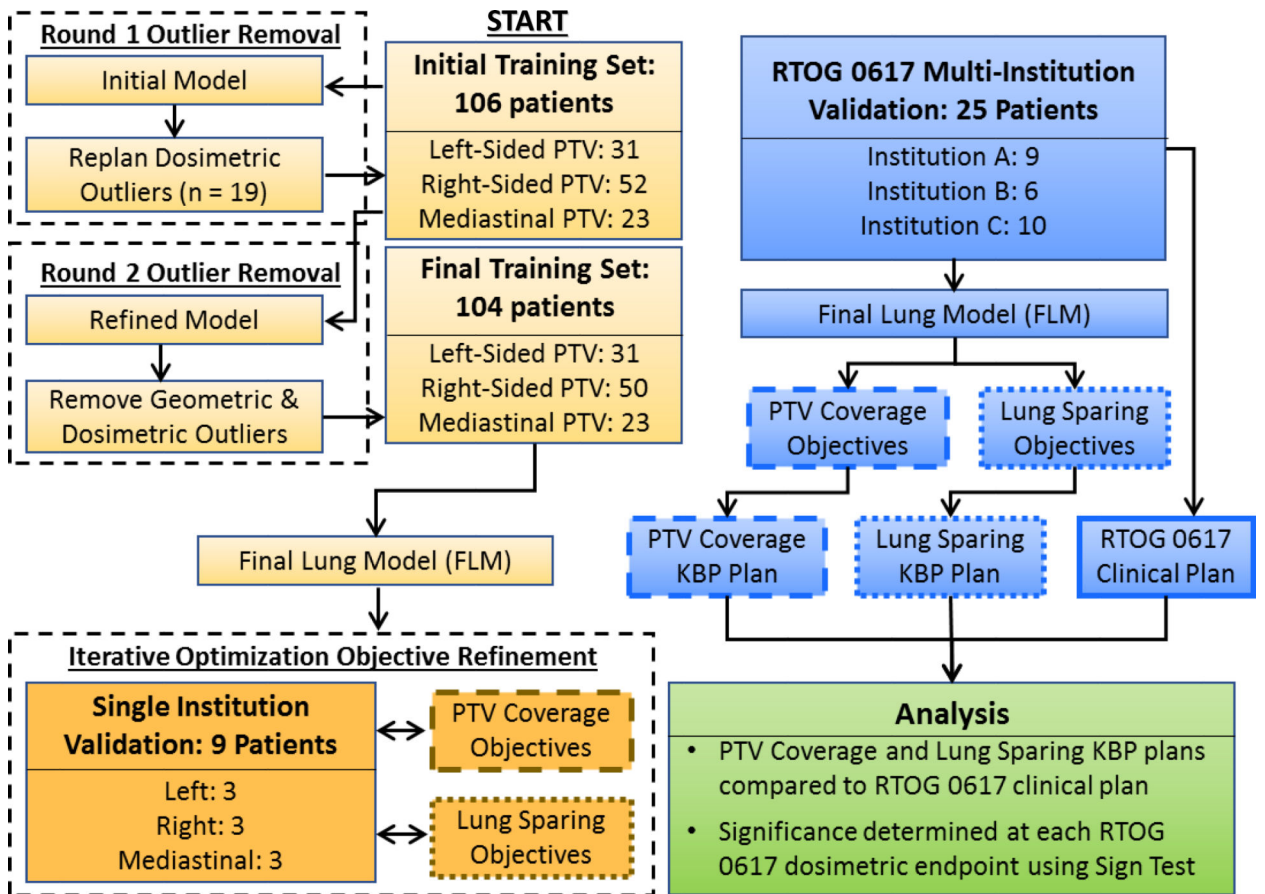 START
Round 1 Outlier Removal
Initial Model
Replan Dosimetric
Outliers (n = 19)
Initial Training Set:
106 patients
Left-Sided PTV: 31
Right-Sided PTV: 52
Mediastinal PTV: 23
Round 2 Outlier Removal
Refined Model
Remove Geometric &
Dosimetric Outliers
Final Training Set:
104 patients
Left-Sided PTV: 31
Right-Sided PTV: 50
Mediastinal PTV: 23
Final Lung Model (FLM)
Iterative Optimization Objective Refinement
Single Institution
Validation: 9 Patients
Left: 3
Right: 3
Mediastinal: 3
PTV Coverage
Objectives
Lung Sparing
Objectives
RTOG 0617 Multi-Institution
Validation: 25 Patients
Institution A: 9
Institution B: 6
Institution C: 10
Final Lung Model (FLM)
PTV Coverage
Objectives
Lung Sparing
Objectives
PTV Coverage
KBP Plan
Lung Sparing
KBP Plan
RTOG 0617
Clinical Plan
Analysis
• PTV Coverage and Lung Sparing KBP plans
compared to RTOG 0617 clinical plan
• Significance determined at each RTOG
0617 dosimetric endpoint using Sign Test